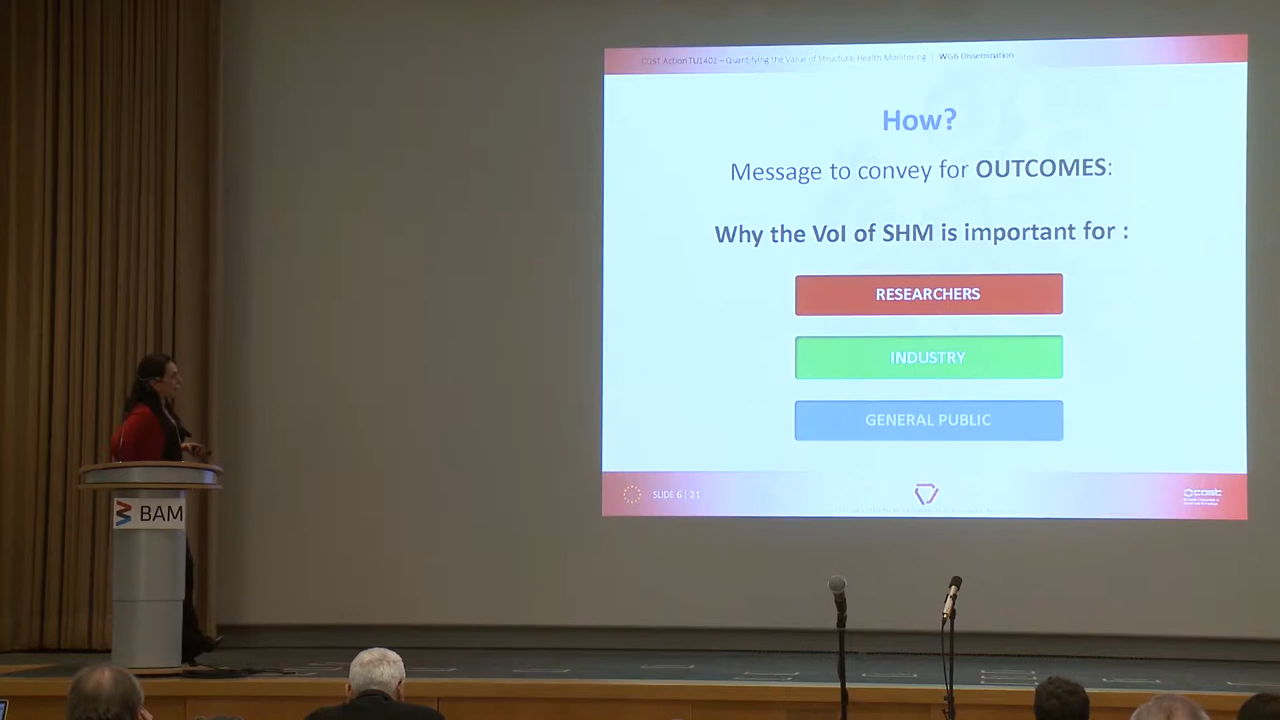 COST Action TU1402 – Quantifying the Value of Structural Health Monitoring | WG6 Dissemination
How?
Message to convey for OUTCOMES:
Why the VoI of SHM is important for :
RESEARCHERS
INDUSTRY
GENERAL PUBLIC
SLIDE 6 | 21
cost
BAM